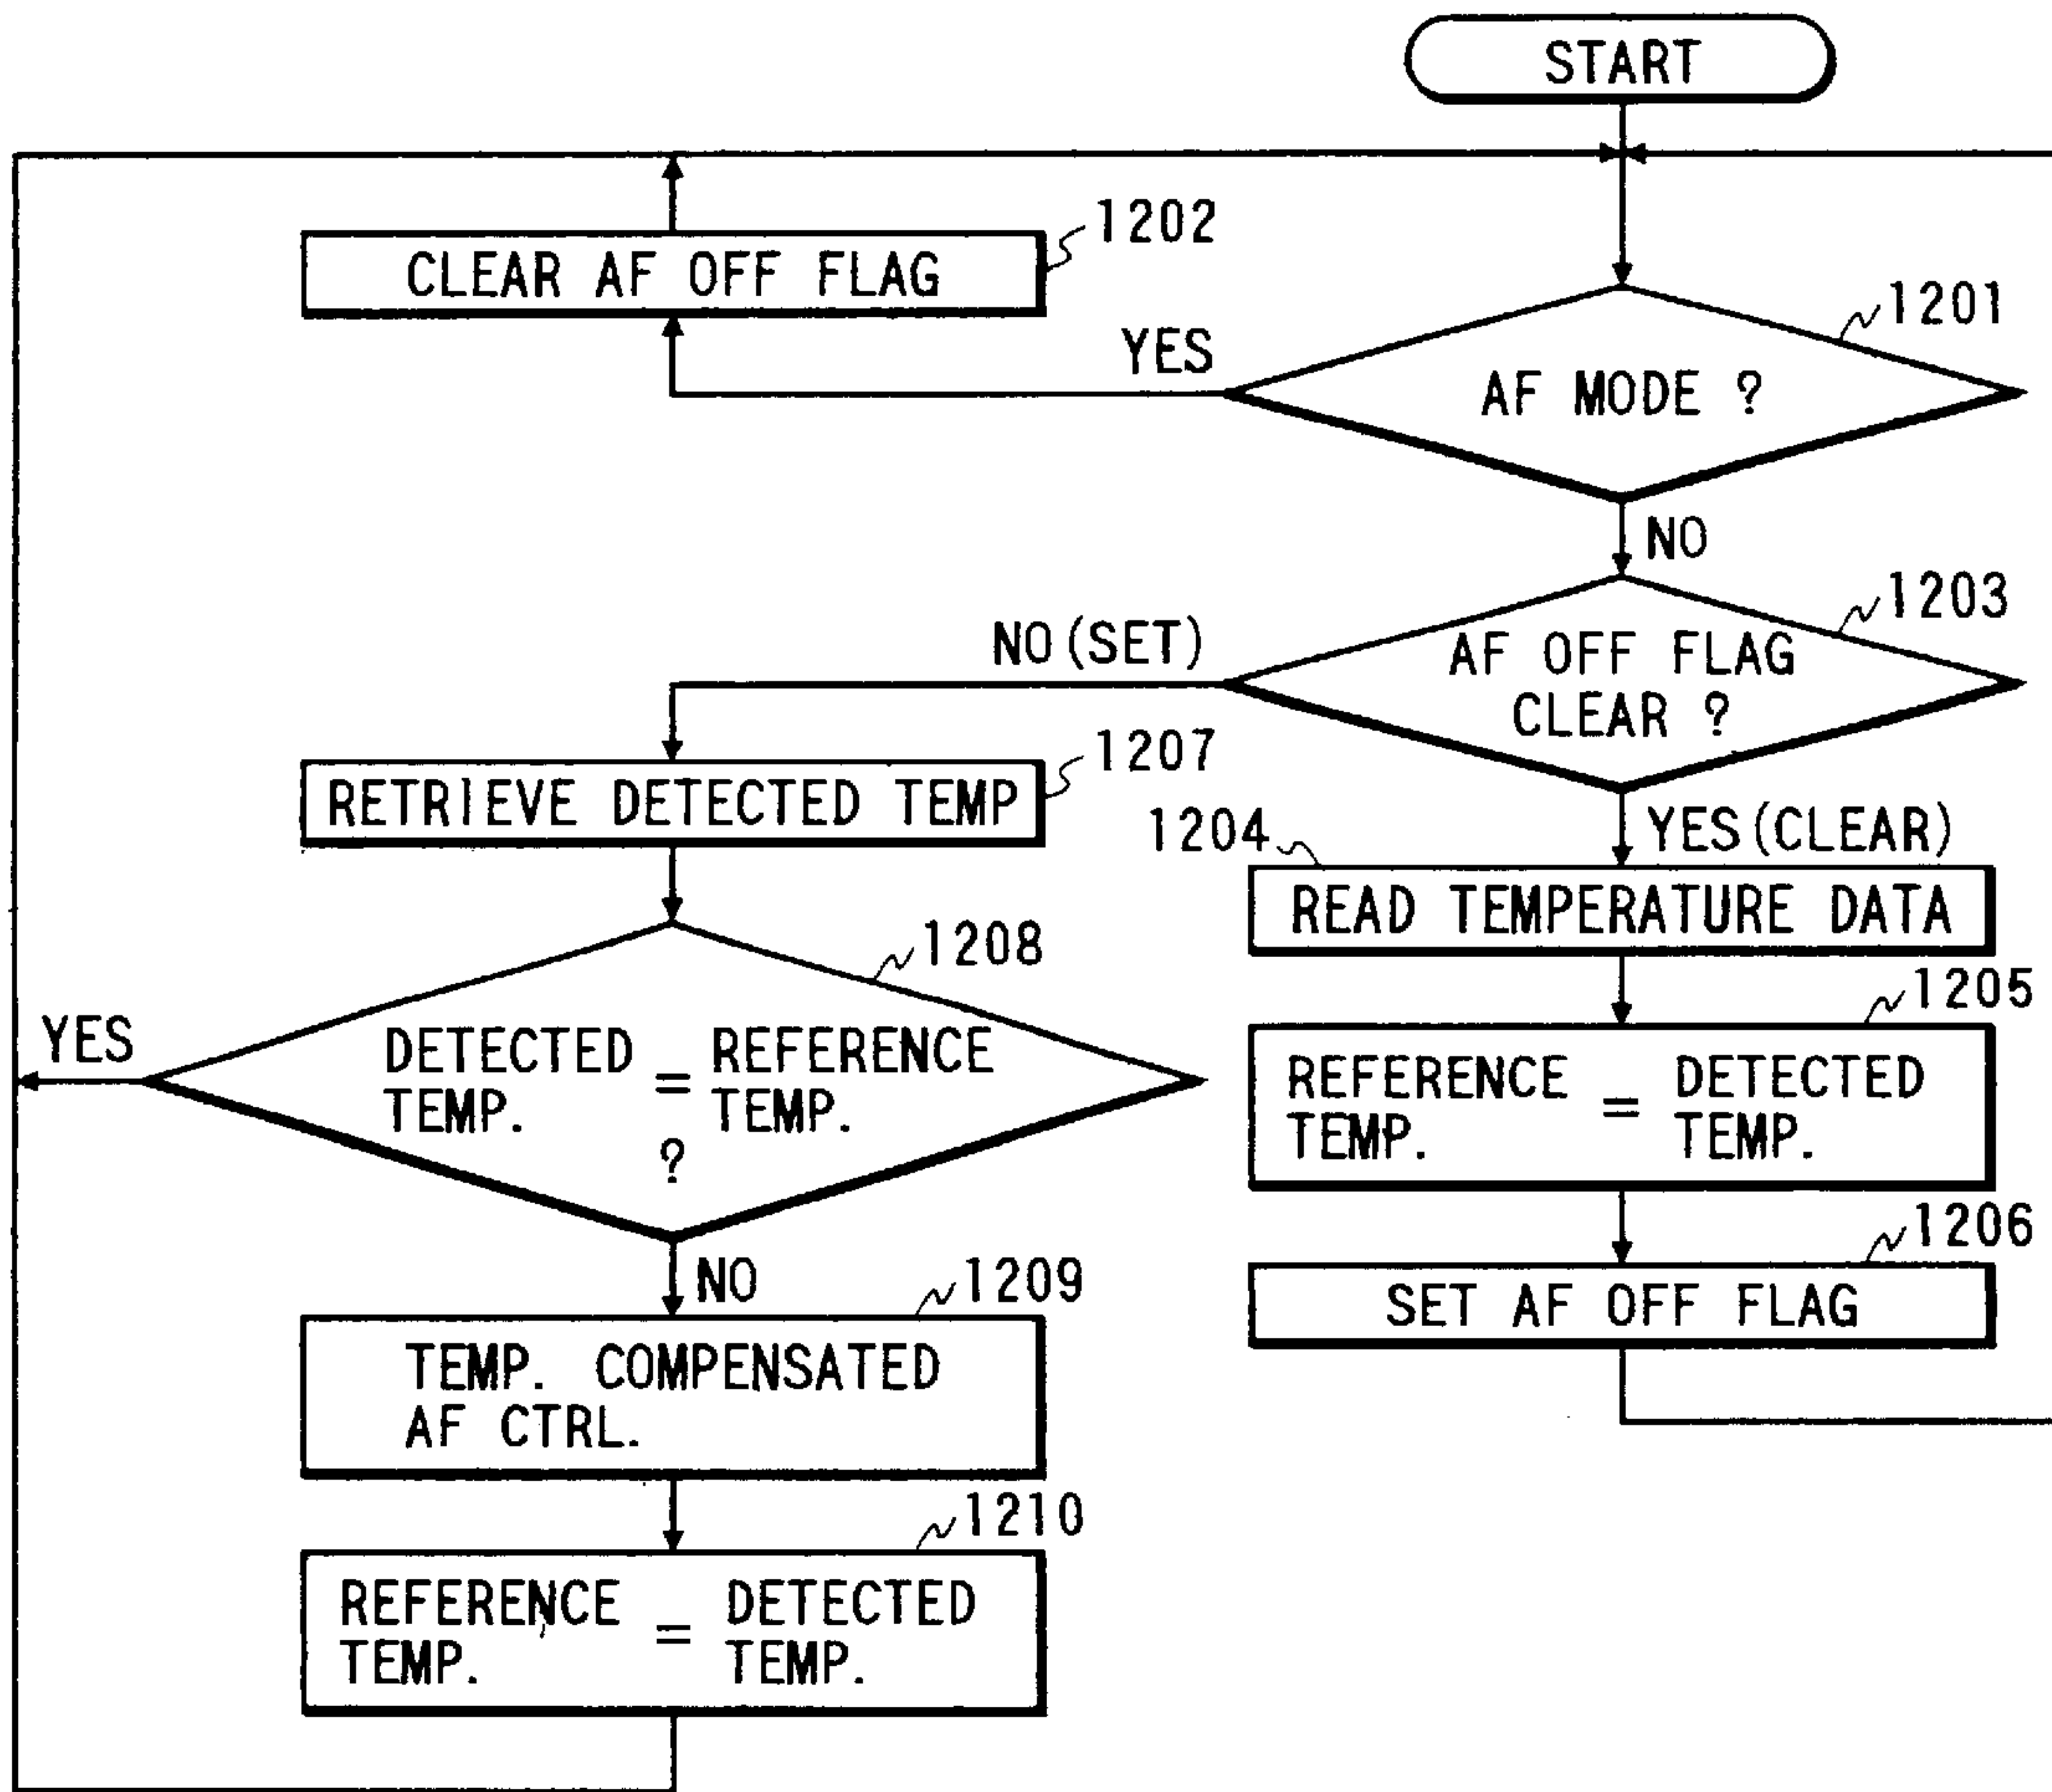 START
1202
CLEAR AF OFF FLAG
1201
YES
AF MODE ?
NO
1203
NO (SET)
AF OFF FLAG
CLEAR ?
1207
RETRIEVE DETECTED TEMP
1204
YES (CLEAR)
READ TEMPERATURE DATA
1208
YES
DETECTED TEMP. = REFERENCE TEMP.
?
1205
REFERENCE TEMP. = DETECTED TEMP.
NO
1206
SET AF OFF FLAG
1209
TEMP. COMPENSATED
AF CTRL.
1210
REFERENCE TEMP. = DETECTED TEMP.